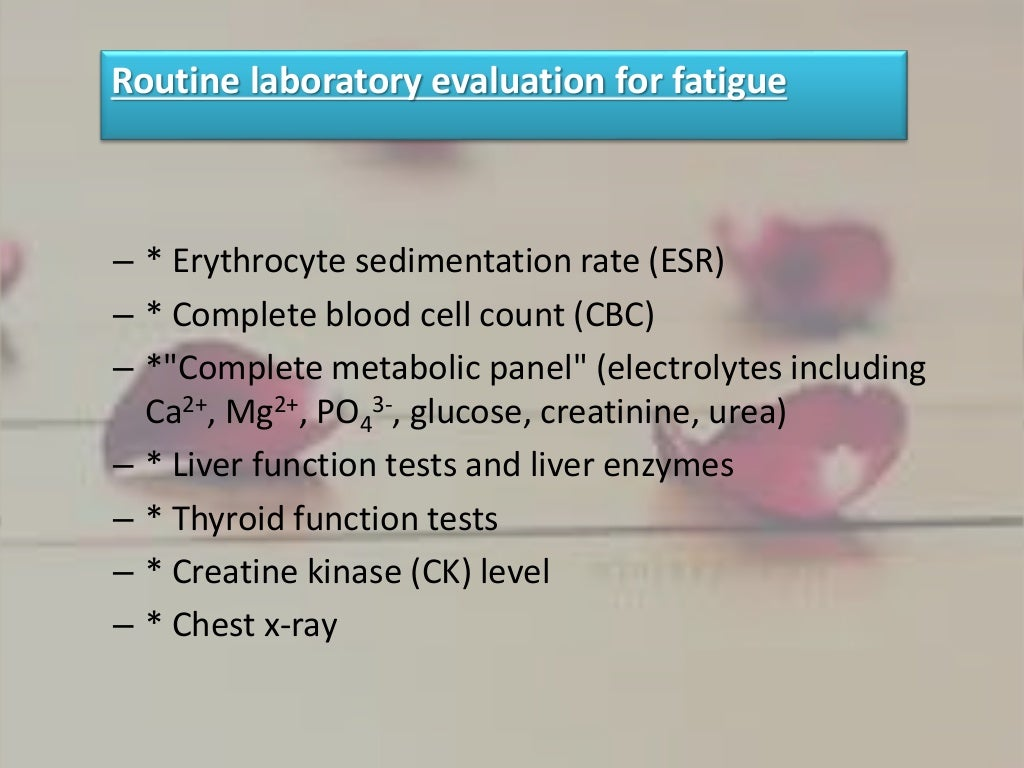 Routine laboratory evaluation for fatigue
– * Erythrocyte sedimentation rate (ESR)
– * Complete blood cell count (CBC)
– *"Complete metabolic panel" (electrolytes including
Ca²⁺, Mg²⁺, PO₄³⁻, glucose, creatinine, urea)
– * Liver function tests and liver enzymes
– * Thyroid function tests
– * Creatine kinase (CK) level
– * Chest x-ray